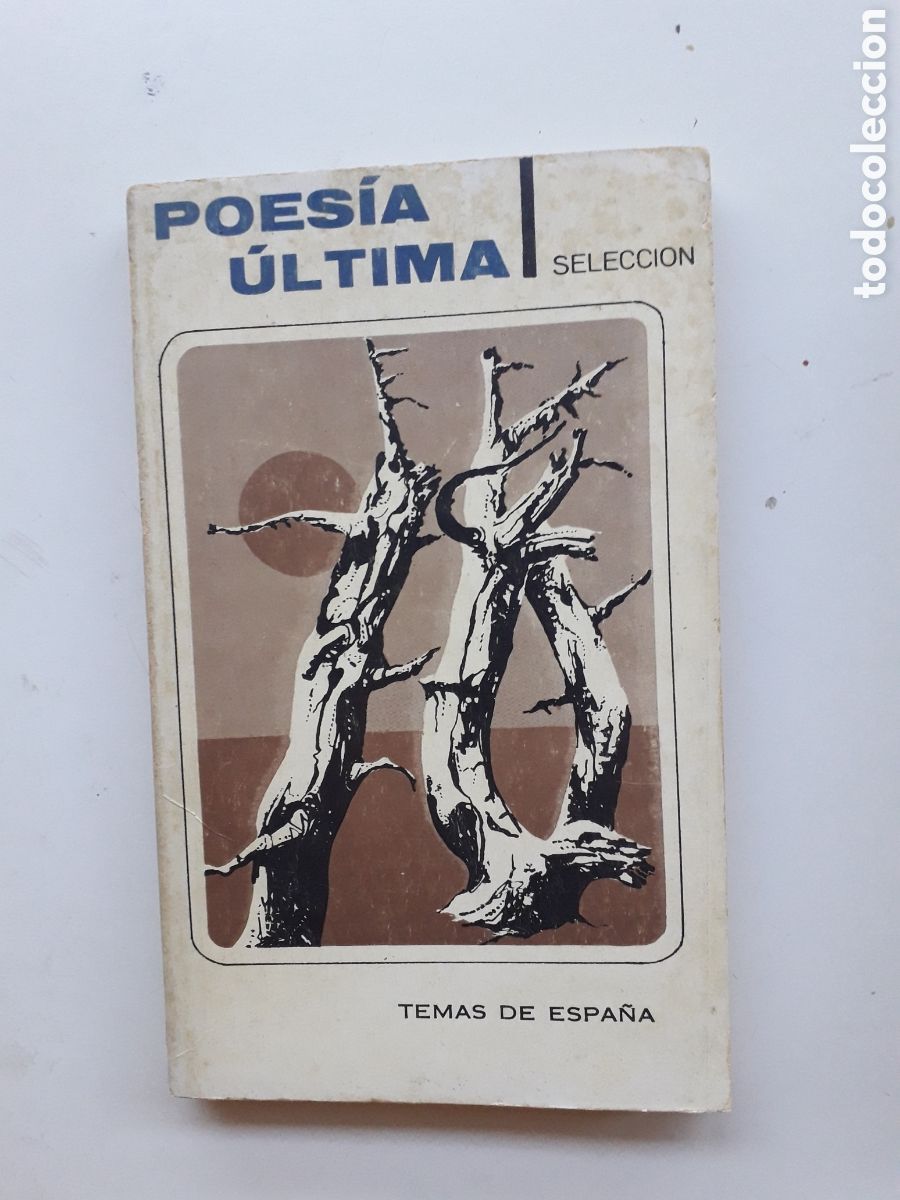 POESÍA
ÚLTIMA
SELECCION
TEMAS DE ESPAÑA
todocoleccion